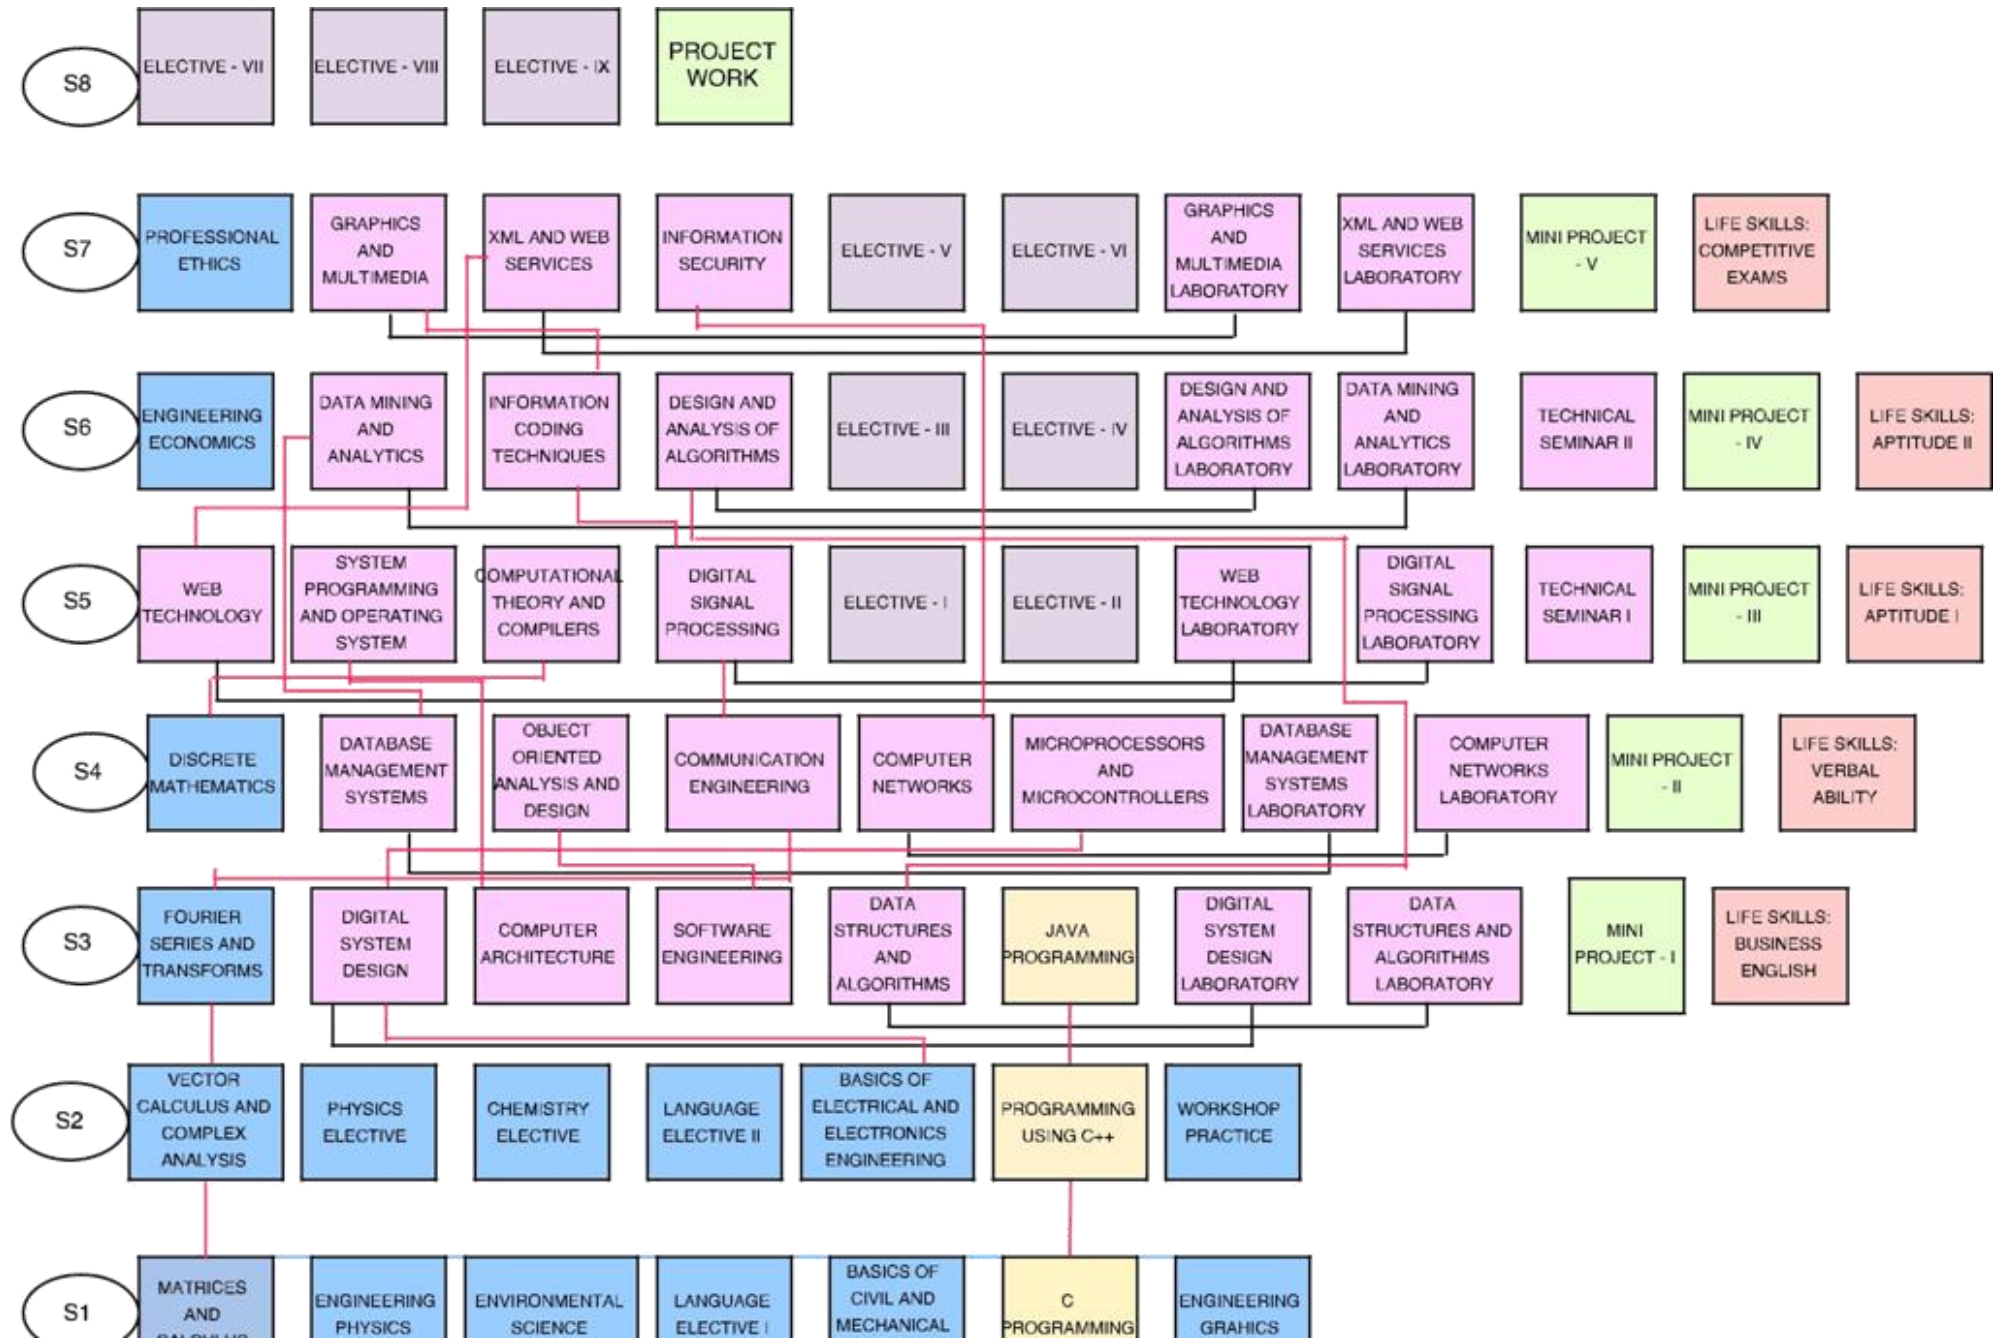 S8
ELECTIVE - VII
ELECTIVE - VIII
ELECTIVE - IX
PROJECT
WORK
S7
PROFESSIONAL
ETHICS
GRAPHICS
AND
MULTIMEDIA
XML AND WEB
SERVICES
INFORMATION
SECURITY
ELECTIVE - V
ELECTIVE - VI
GRAPHICS
AND
MULTIMEDIA
LABORATORY
XML AND WEB
SERVICES
LABORATORY
MINI PROJECT
- V
LIFE SKILLS:
COMPETITIVE
EXAMS
S6
ENGINEERING
ECONOMICS
DATA MINING
AND
ANALYTICS
INFORMATION
CODING
TECHNIQUES
DESIGN AND
ANALYSIS OF
ALGORITHMS
ELECTIVE - III
ELECTIVE - IV
DESIGN AND
ANALYSIS OF
ALGORITHMS
LABORATORY
DATA MINING
AND
ANALYTICS
LABORATORY
TECHNICAL
SEMINAR II
MINI PROJECT
- IV
LIFE SKILLS:
APTITUDE II
S5
WEB
TECHNOLOGY
SYSTEM
PROGRAMMING
AND OPERATING
SYSTEM
COMPUTATIONAL
THEORY AND
COMPILERS
DIGITAL
SIGNAL
PROCESSING
ELECTIVE - I
ELECTIVE - II
WEB
TECHNOLOGY
LABORATORY
DIGITAL
SIGNAL
PROCESSING
LABORATORY
TECHNICAL
SEMINAR I
MINI PROJECT
- III
LIFE SKILLS:
APTITUDE I
S4
DISCRETE
MATHEMATICS
DATABASE
MANAGEMENT
SYSTEMS
OBJECT
ORIENTED
ANALYSIS AND
DESIGN
COMMUNICATION
ENGINEERING
COMPUTER
NETWORKS
MICROPROCESSORS
AND
MICROCONTROLLERS
DATABASE
MANAGEMENT
SYSTEMS
LABORATORY
COMPUTER
NETWORKS
LABORATORY
MINI PROJECT
- II
LIFE SKILLS:
VERBAL
ABILITY
S3
FOURIER
SERIES AND
TRANSFORMS
DIGITAL
SYSTEM
DESIGN
COMPUTER
ARCHITECTURE
SOFTWARE
ENGINEERING
DATA
STRUCTURES
AND
ALGORITHMS
JAVA
PROGRAMMING
DIGITAL
SYSTEM
DESIGN
LABORATORY
DATA
STRUCTURES AND
ALGORITHMS
LABORATORY
MINI
PROJECT - I
LIFE SKILLS:
BUSINESS
ENGLISH
S2
VECTOR
CALCULUS AND
COMPLEX
ANALYSIS
PHYSICS
ELECTIVE
CHEMISTRY
ELECTIVE
LANGUAGE
ELECTIVE II
BASICS OF
ELECTRICAL AND
ELECTRONICS
ENGINEERING
PROGRAMMING
USING C++
WORKSHOP
PRACTICE
S1
MATRICES
AND
CALCULUS
ENGINEERING
PHYSICS
ENVIRONMENTAL
SCIENCE
LANGUAGE
ELECTIVE I
BASICS OF
CIVIL AND
MECHANICAL
C
PROGRAMMING
ENGINEERING
GRAHICS